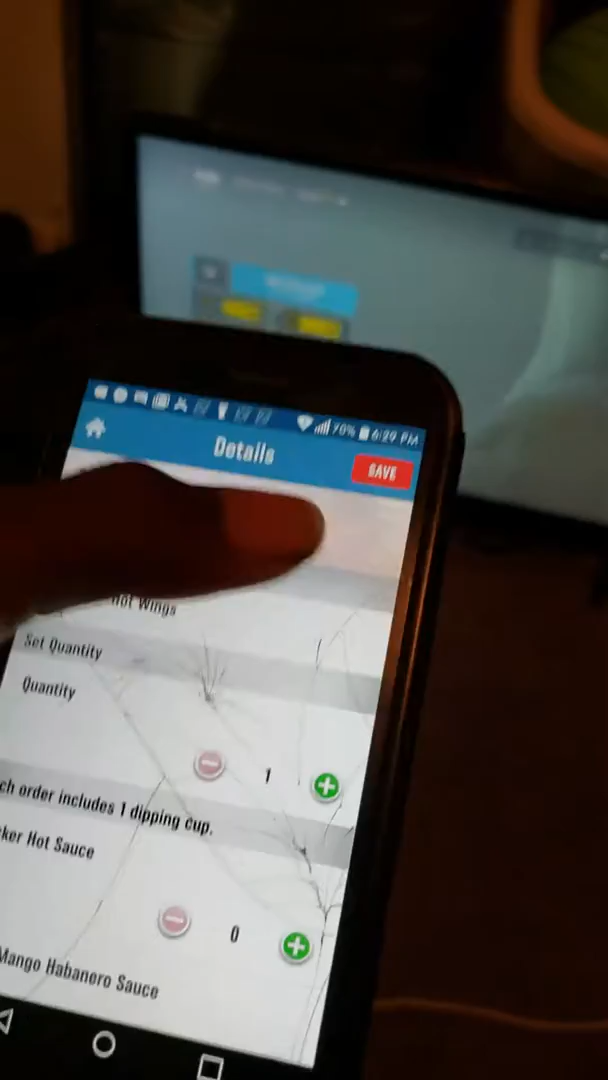 70% 6:29 PM
Details
SAVE
Hot Wings
Set Quantity
Quantity
1
ch order includes 1 dipping cup.
ker Hot Sauce
0
Mango Habanero Sauce